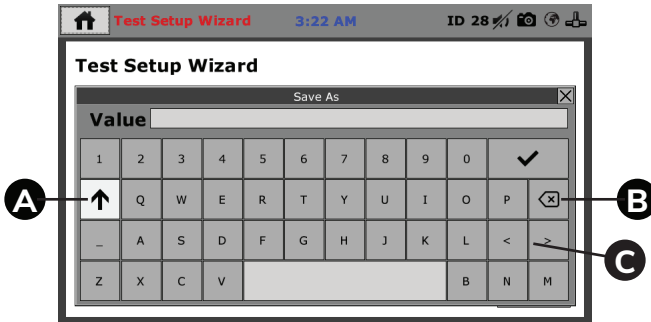 Test Setup Wizard 3:22 AM ID 28
Test Setup Wizard
Save As
Value
1 2 3 4 5 6 7 8 9 0
A Q W E R T Y U I O P B
_ A S D F G H J K L < >
C
Z X C V B N M